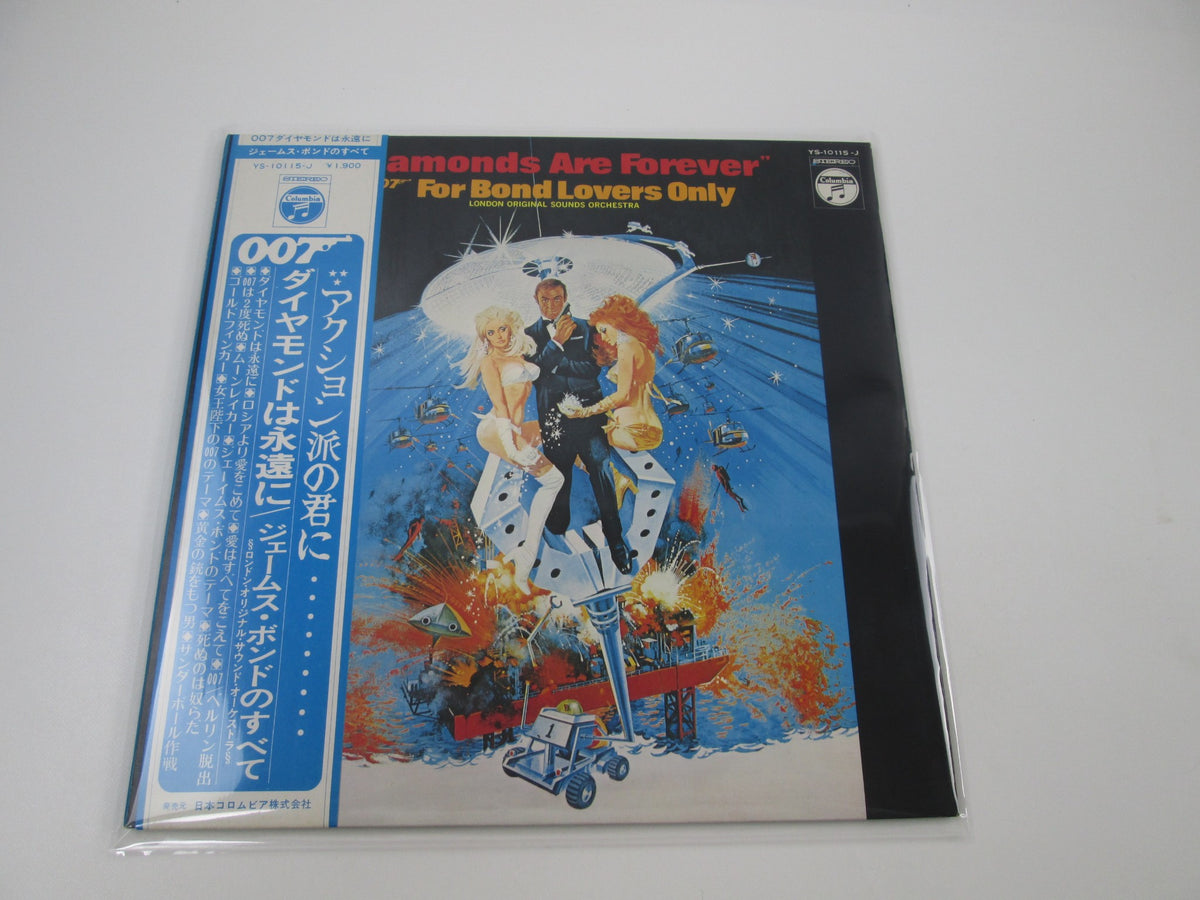 007ダイヤモンドは永遠に
ジェームス・ボンドのすべて
YS-10115-J ¥1,900
STEREO
Columbia
007
"アクション派の君に・・・・・・・・・
ダイヤモンドは永遠に/ジェームス・ボンドのすべて
§ロンドン・オリジナル・サウンド・オーケストラ§
◆ダイヤモンドは永遠に◆ロシアより愛をこめて◆愛はすべてをこえて◆007/ベルリン脱出
◆007は2度死ぬ◆ムーンレイカー◆ジェームス・ボンドのテーマ◆死ぬのは奴らだ
◆ゴールドフィンガー◆女王陛下の007のテーマ◆黄金の銃をもつ男◆サンダーボール作戦
発売元 日本コロムビア株式会社
amonds Are Forever"
For Bond Lovers Only
LONDON ORIGINAL SOUNDS ORCHESTRA
YS-10115-J
STEREO
Columbia
1